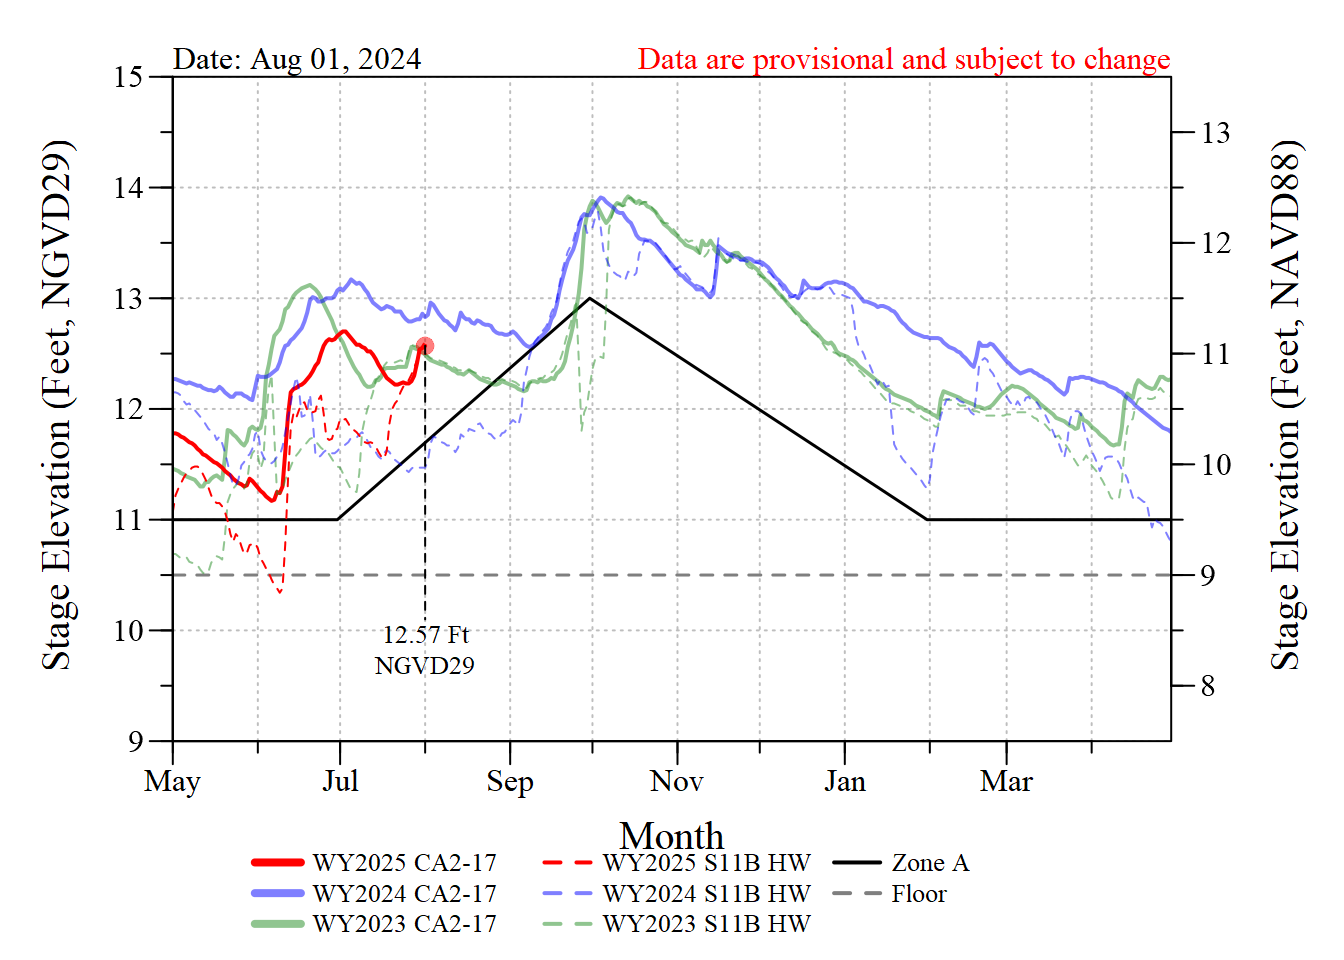 Date: Aug 01, 2024
Data are provisional and subject to change
15
14
13
12
11
10
9
13
12
11
10
9
8
Stage Elevation (Feet, NGVD29)
Stage Elevation (Feet, NAVD88)
12.57 Ft
NGVD29
May Jul Sep Nov Jan Mar
Month
WY2025 CA2-17 WY2025 S11B HW Zone A
WY2024 CA2-17 WY2024 S11B HW Floor
WY2023 CA2-17 WY2023 S11B HW